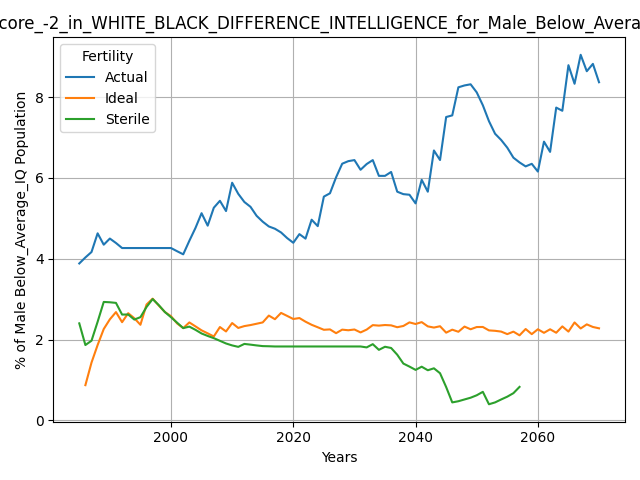 core_-2_in_WHITE_BLACK_DIFFERENCE_INTELLIGENCE_for_Male_Below_Avera
Fertility
Actual
Ideal
Sterile
% of Male Below_Average_IQ Population
8
6
4
2
0
2000
2020
2040
2060
Years